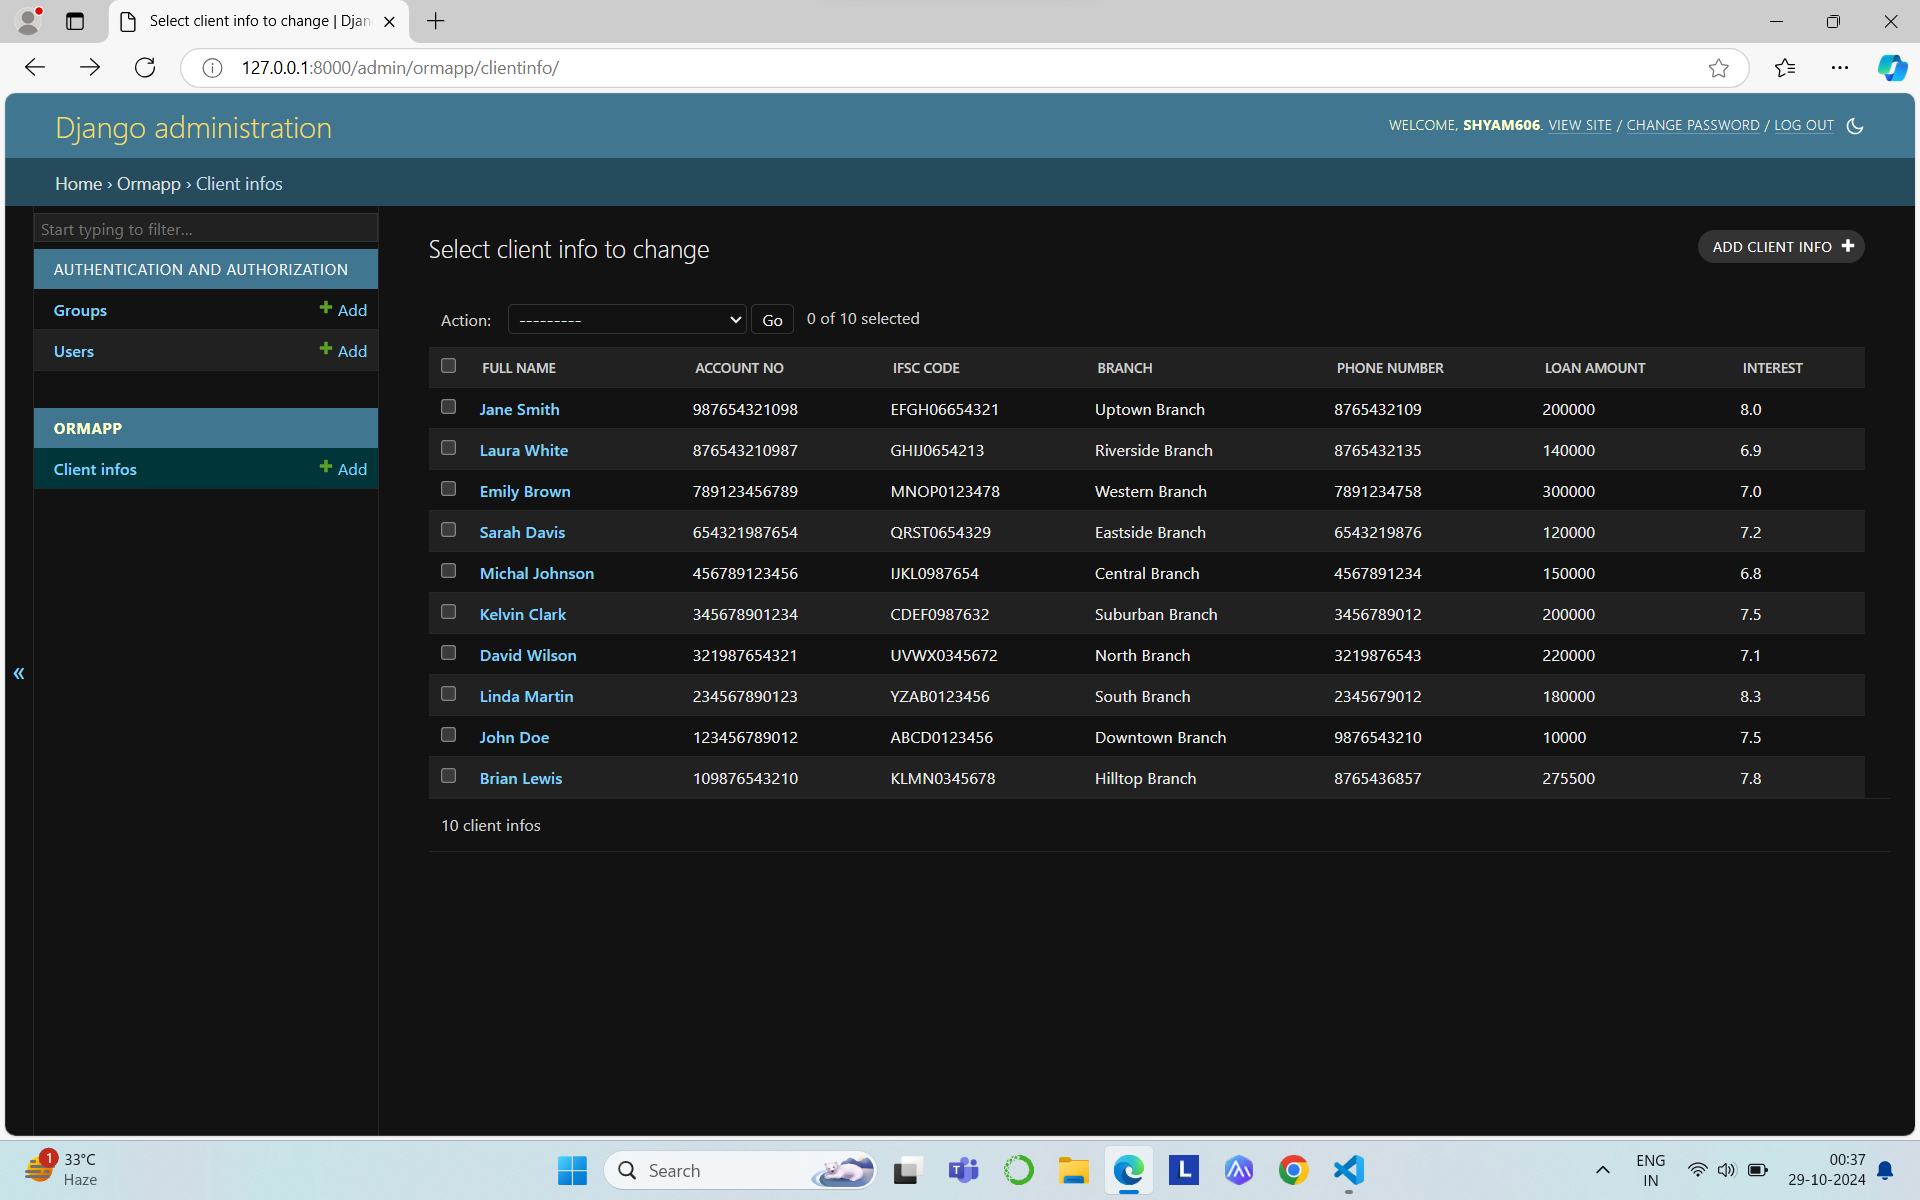 Select client info to change | Djan
127.0.0.1:8000/admin/ormapp/clientinfo/
Django administration
WELCOME, SHYAM606. VIEW SITE / CHANGE PASSWORD / LOG OUT
Home › Ormapp › Client infos
Start typing to filter...
AUTHENTICATION AND AUTHORIZATION
Groups + Add
Users + Add
ORMAPP
Client infos + Add
«
Select client info to change
ADD CLIENT INFO +
Action: --------- Go 0 of 10 selected
FULL NAME ACCOUNT NO IFSC CODE BRANCH PHONE NUMBER LOAN AMOUNT INTEREST
Jane Smith 987654321098 EFGH06654321 Uptown Branch 8765432109 200000 8.0
Laura White 876543210987 GHIJ0654213 Riverside Branch 8765432135 140000 6.9
Emily Brown 789123456789 MNOP0123478 Western Branch 7891234758 300000 7.0
Sarah Davis 654321987654 QRST0654329 Eastside Branch 6543219876 120000 7.2
Michal Johnson 456789123456 IJKL0987654 Central Branch 4567891234 150000 6.8
Kelvin Clark 345678901234 CDEF0987632 Suburban Branch 3456789012 200000 7.5
David Wilson 321987654321 UVWX0345672 North Branch 3219876543 220000 7.1
Linda Martin 234567890123 YZAB0123456 South Branch 2345679012 180000 8.3
John Doe 123456789012 ABCD0123456 Downtown Branch 9876543210 10000 7.5
Brian Lewis 109876543210 KLMN0345678 Hilltop Branch 8765436857 275500 7.8
10 client infos
1
33°C
Haze
Search
L
ENG
IN
00:37
29-10-2024